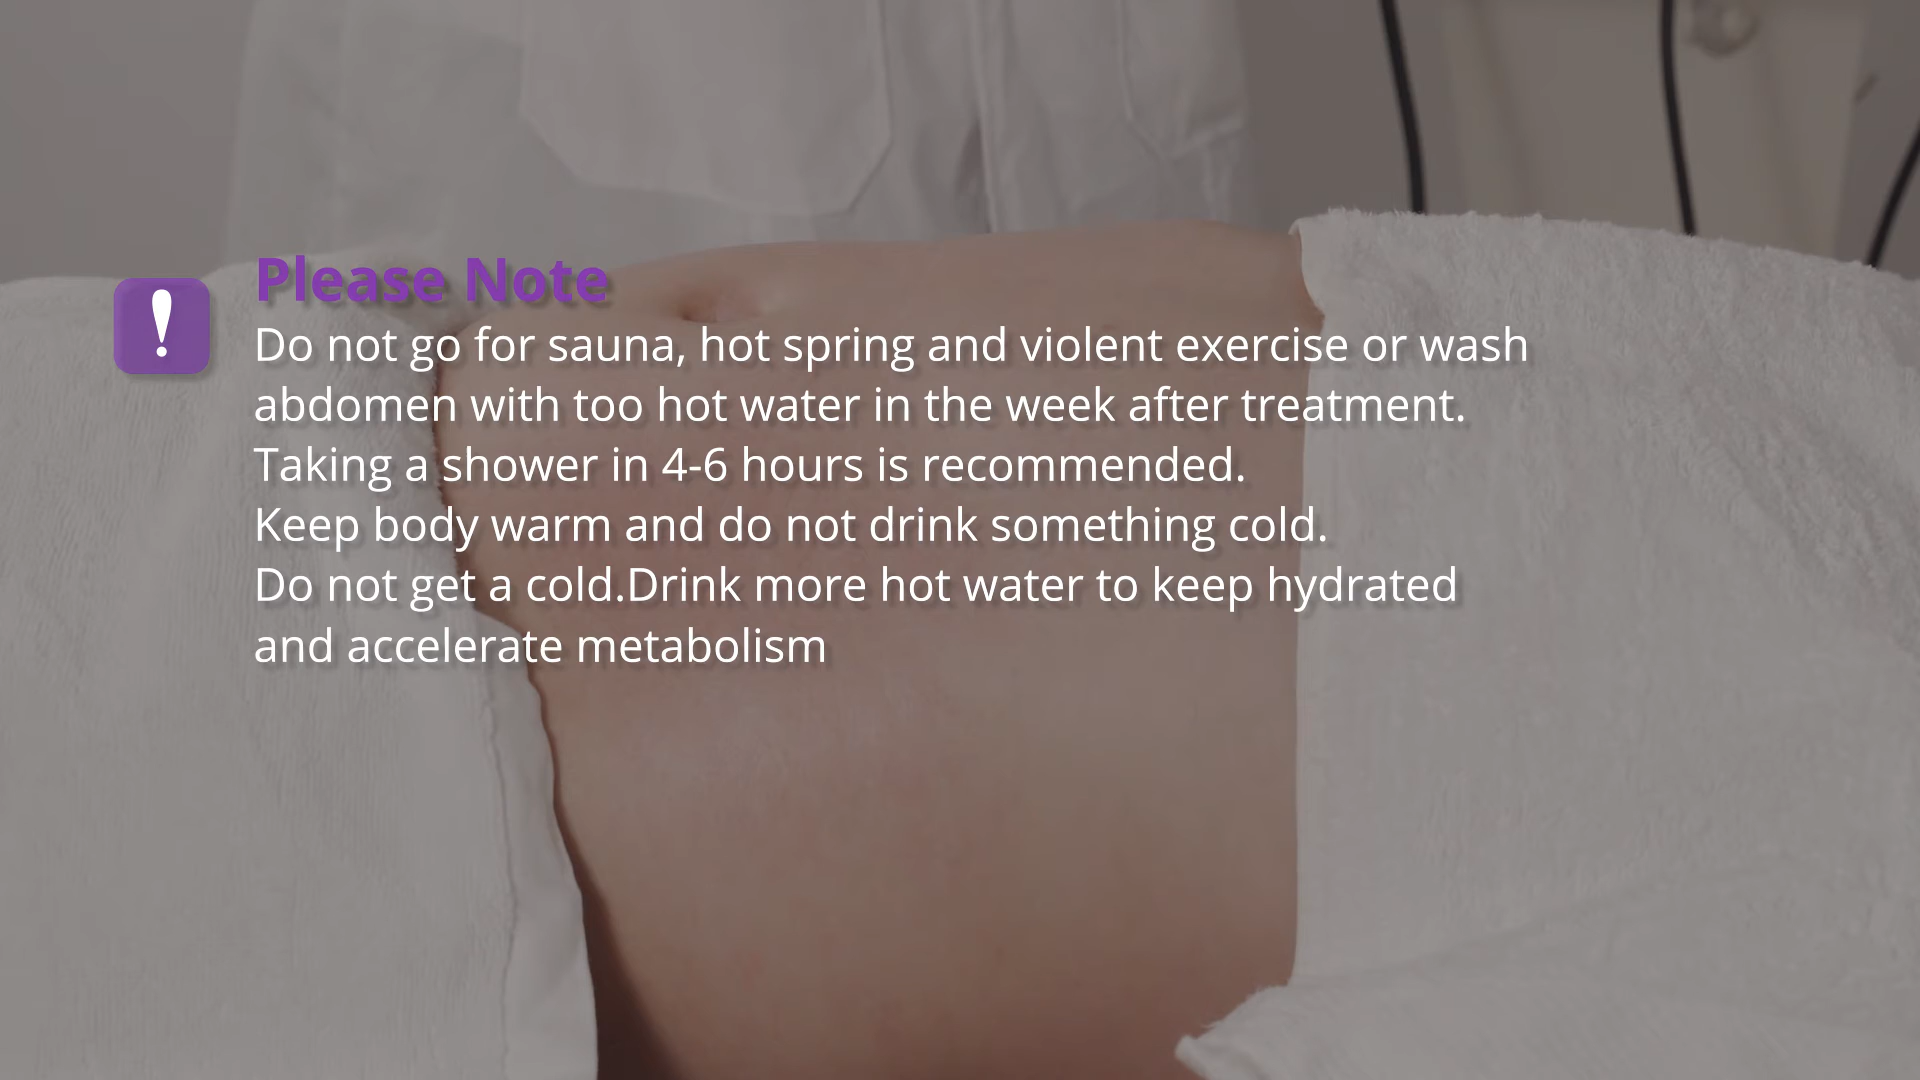 Please Note
Do not go for sauna, hot spring and violent exercise or wash
abdomen with too hot water in the week after treatment.
Taking a shower in 4-6 hours is recommended.
Keep body warm and do not drink something cold.
Do not get a cold.Drink more hot water to keep hydrated
and accelerate metabolism